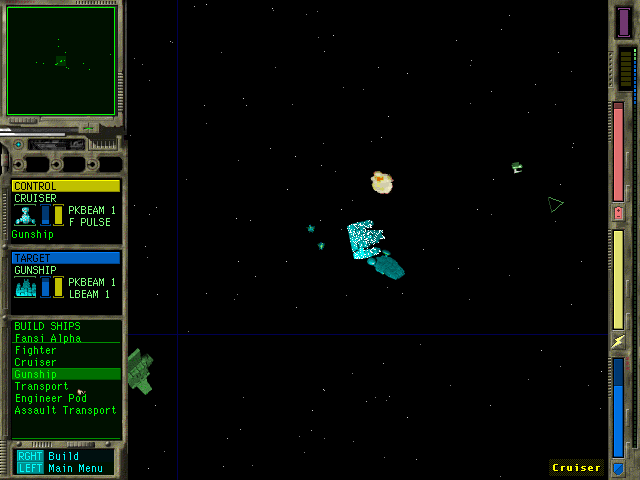 CONTROL
CRUISER
PKBEAM 1
F PULSE
Gunship
TARGET
GUNSHIP
PKBEAM 1
LBEAM 1
BUILD SHIPS
Fansi Alpha
Fighter
Cruiser
Gunship
Transport
Engineer Pod
Assault Transport
RGHT Build
LEFT Main Menu
Cruiser